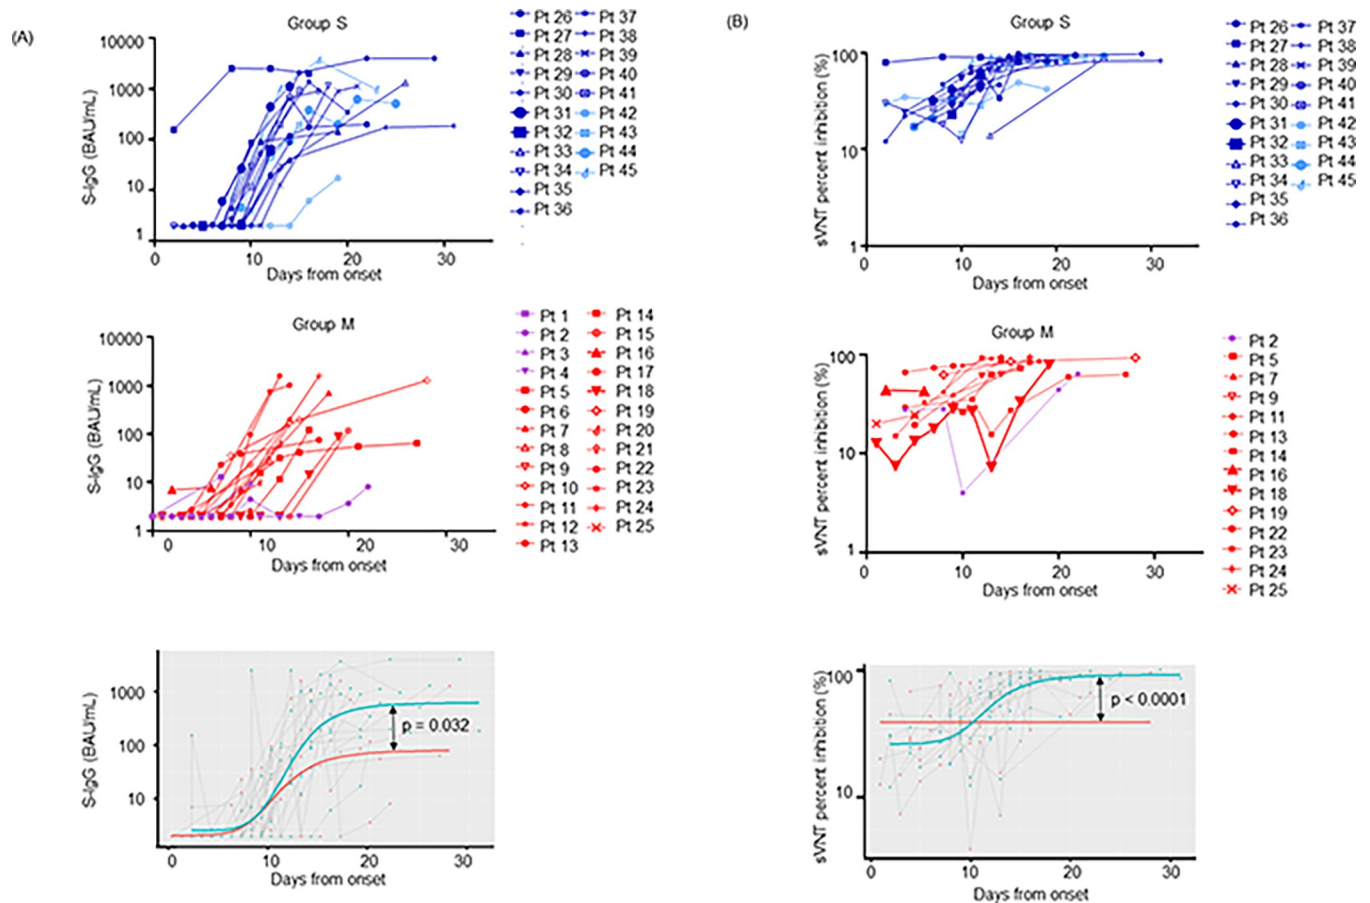 (A)
Group S
S-IgG (BAU/mL)
10000
1000
100
10
1
0 10 20 30
Days from onset
Pt 26 Pt 37
Pt 27 Pt 38
Pt 28 Pt 39
Pt 29 Pt 40
Pt 30 Pt 41
Pt 31 Pt 42
Pt 32 Pt 43
Pt 33 Pt 44
Pt 34 Pt 45
Pt 35
Pt 36
(B)
Group S
sVNT percent inhibition (%)
100
10
1
0 10 20 30
Days from onset
Pt 26 Pt 37
Pt 27 Pt 38
Pt 28 Pt 39
Pt 29 Pt 40
Pt 30 Pt 41
Pt 31 Pt 42
Pt 32 Pt 43
Pt 33 Pt 44
Pt 34 Pt 45
Pt 35
Pt 36
Group M
S-IgG (BAU/mL)
10000
1000
100
10
1
0 10 20 30
Days from onset
Pt 1 Pt 14
Pt 2 Pt 15
Pt 3 Pt 16
Pt 4 Pt 17
Pt 5 Pt 18
Pt 6 Pt 19
Pt 7 Pt 20
Pt 8 Pt 21
Pt 9 Pt 22
Pt 10 Pt 23
Pt 11 Pt 24
Pt 12 Pt 25
Pt 13
Group M
sVNT percent inhibition (%)
100
10
1
0 10 20 30
Days from onset
Pt 2
Pt 5
Pt 7
Pt 9
Pt 11
Pt 13
Pt 14
Pt 16
Pt 18
Pt 19
Pt 22
Pt 23
Pt 24
Pt 25
S-IgG (BAU/mL)
1000
100
10
p = 0.032
0 10 20 30
Days from onset
sVNT percent inhibition (%)
100
10
p < 0.0001
0 10 20 30
Days from onset